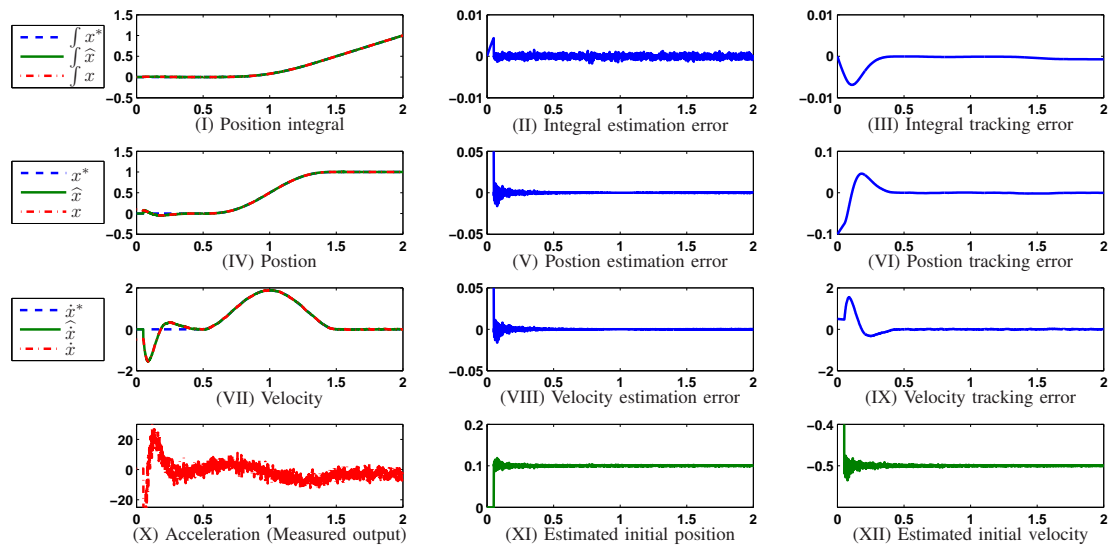 ∫ x*
∫ x̂
∫ x
1.5
1
0.5
0
−0.5
0 0.5 1 1.5 2
(I) Position integral
0.01
0
−0.01
0 0.5 1 1.5 2
(II) Integral estimation error
0.01
0
−0.01
0 0.5 1 1.5 2
(III) Integral tracking error
x*
x̂
x
1.5
1
0.5
0
−0.5
0 0.5 1 1.5 2
(IV) Postion
0.05
0
−0.05
0 0.5 1 1.5 2
(V) Postion estimation error
0.1
0
−0.1
0 0.5 1 1.5 2
(VI) Postion tracking error
ẋ*
ẋ̂
ẋ
2
0
−2
0 0.5 1 1.5 2
(VII) Velocity
0.05
0
−0.05
0 0.5 1 1.5 2
(VIII) Velocity estimation error
2
0
−2
0 0.5 1 1.5 2
(IX) Velocity tracking error
20
0
−20
0 0.5 1 1.5 2
(X) Acceleration (Measured output)
0.2
0.1
0
0 0.5 1 1.5 2
(XI) Estimated initial position
−0.4
−0.5
0 0.5 1 1.5 2
(XII) Estimated initial velocity